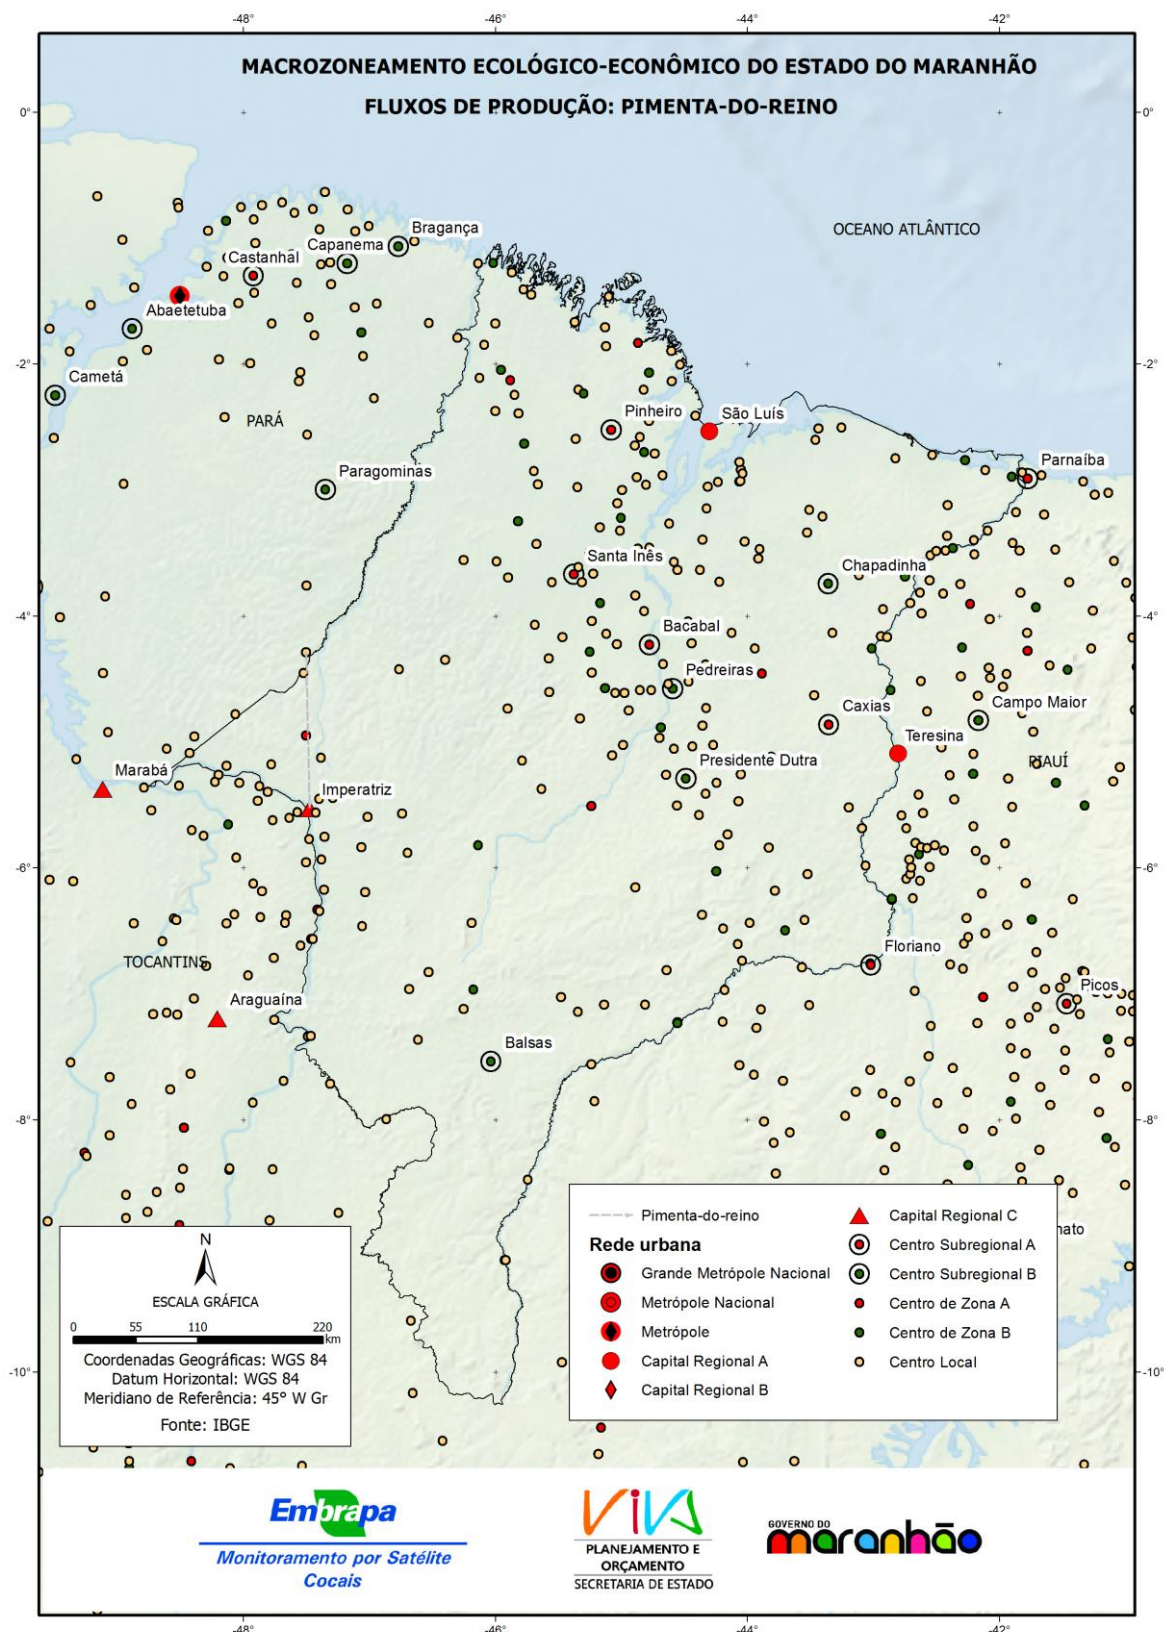 -48°
-46°
-44°
-42°
MACROZONEAMENTO ECOLÓGICO-ECONÔMICO DO ESTADO DO MARANHÃO
FLUXOS DE PRODUÇÃO: PIMENTA-DO-REINO
0°
0°
OCEANO ATLÂNTICO
Bragança
Capanema
Castanhal
Abaetetuba
-2°
-2°
Cametá
PARÁ
Pinheiro
São Luís
Paragominas
Parnaíba
Santa Inês
Chapadinha
-4°
-4°
Bacabal
Pedreiras
Caxias
Campo Maior
Teresina
Marabá
Presidente Dutra
PIAUÍ
Imperatriz
-6°
-6°
TOCANTINS
Floriano
Araguaína
Picos
Balsas
-8°
-8°
Pimenta-do-reino
Rede urbana
Grande Metrópole Nacional
Metrópole Nacional
Metrópole
Capital Regional A
Capital Regional B
Capital Regional C
Centro Subregional A
nato
Centro Subregional B
Centro de Zona A
Centro de Zona B
Centro Local
N
ESCALA GRÁFICA
0 55 110 220
km
Coordenadas Geográficas: WGS 84
Datum Horizontal: WGS 84
Meridiano de Referência: 45° W Gr
Fonte: IBGE
-10°
-10°
Embrapa
Monitoramento por Satélite
Cocais
VIVA
PLANEJAMENTO E
ORÇAMENTO
SECRETARIA DE ESTADO
GOVERNO DO
maranhão
-48°
-46°
-44°
-42°